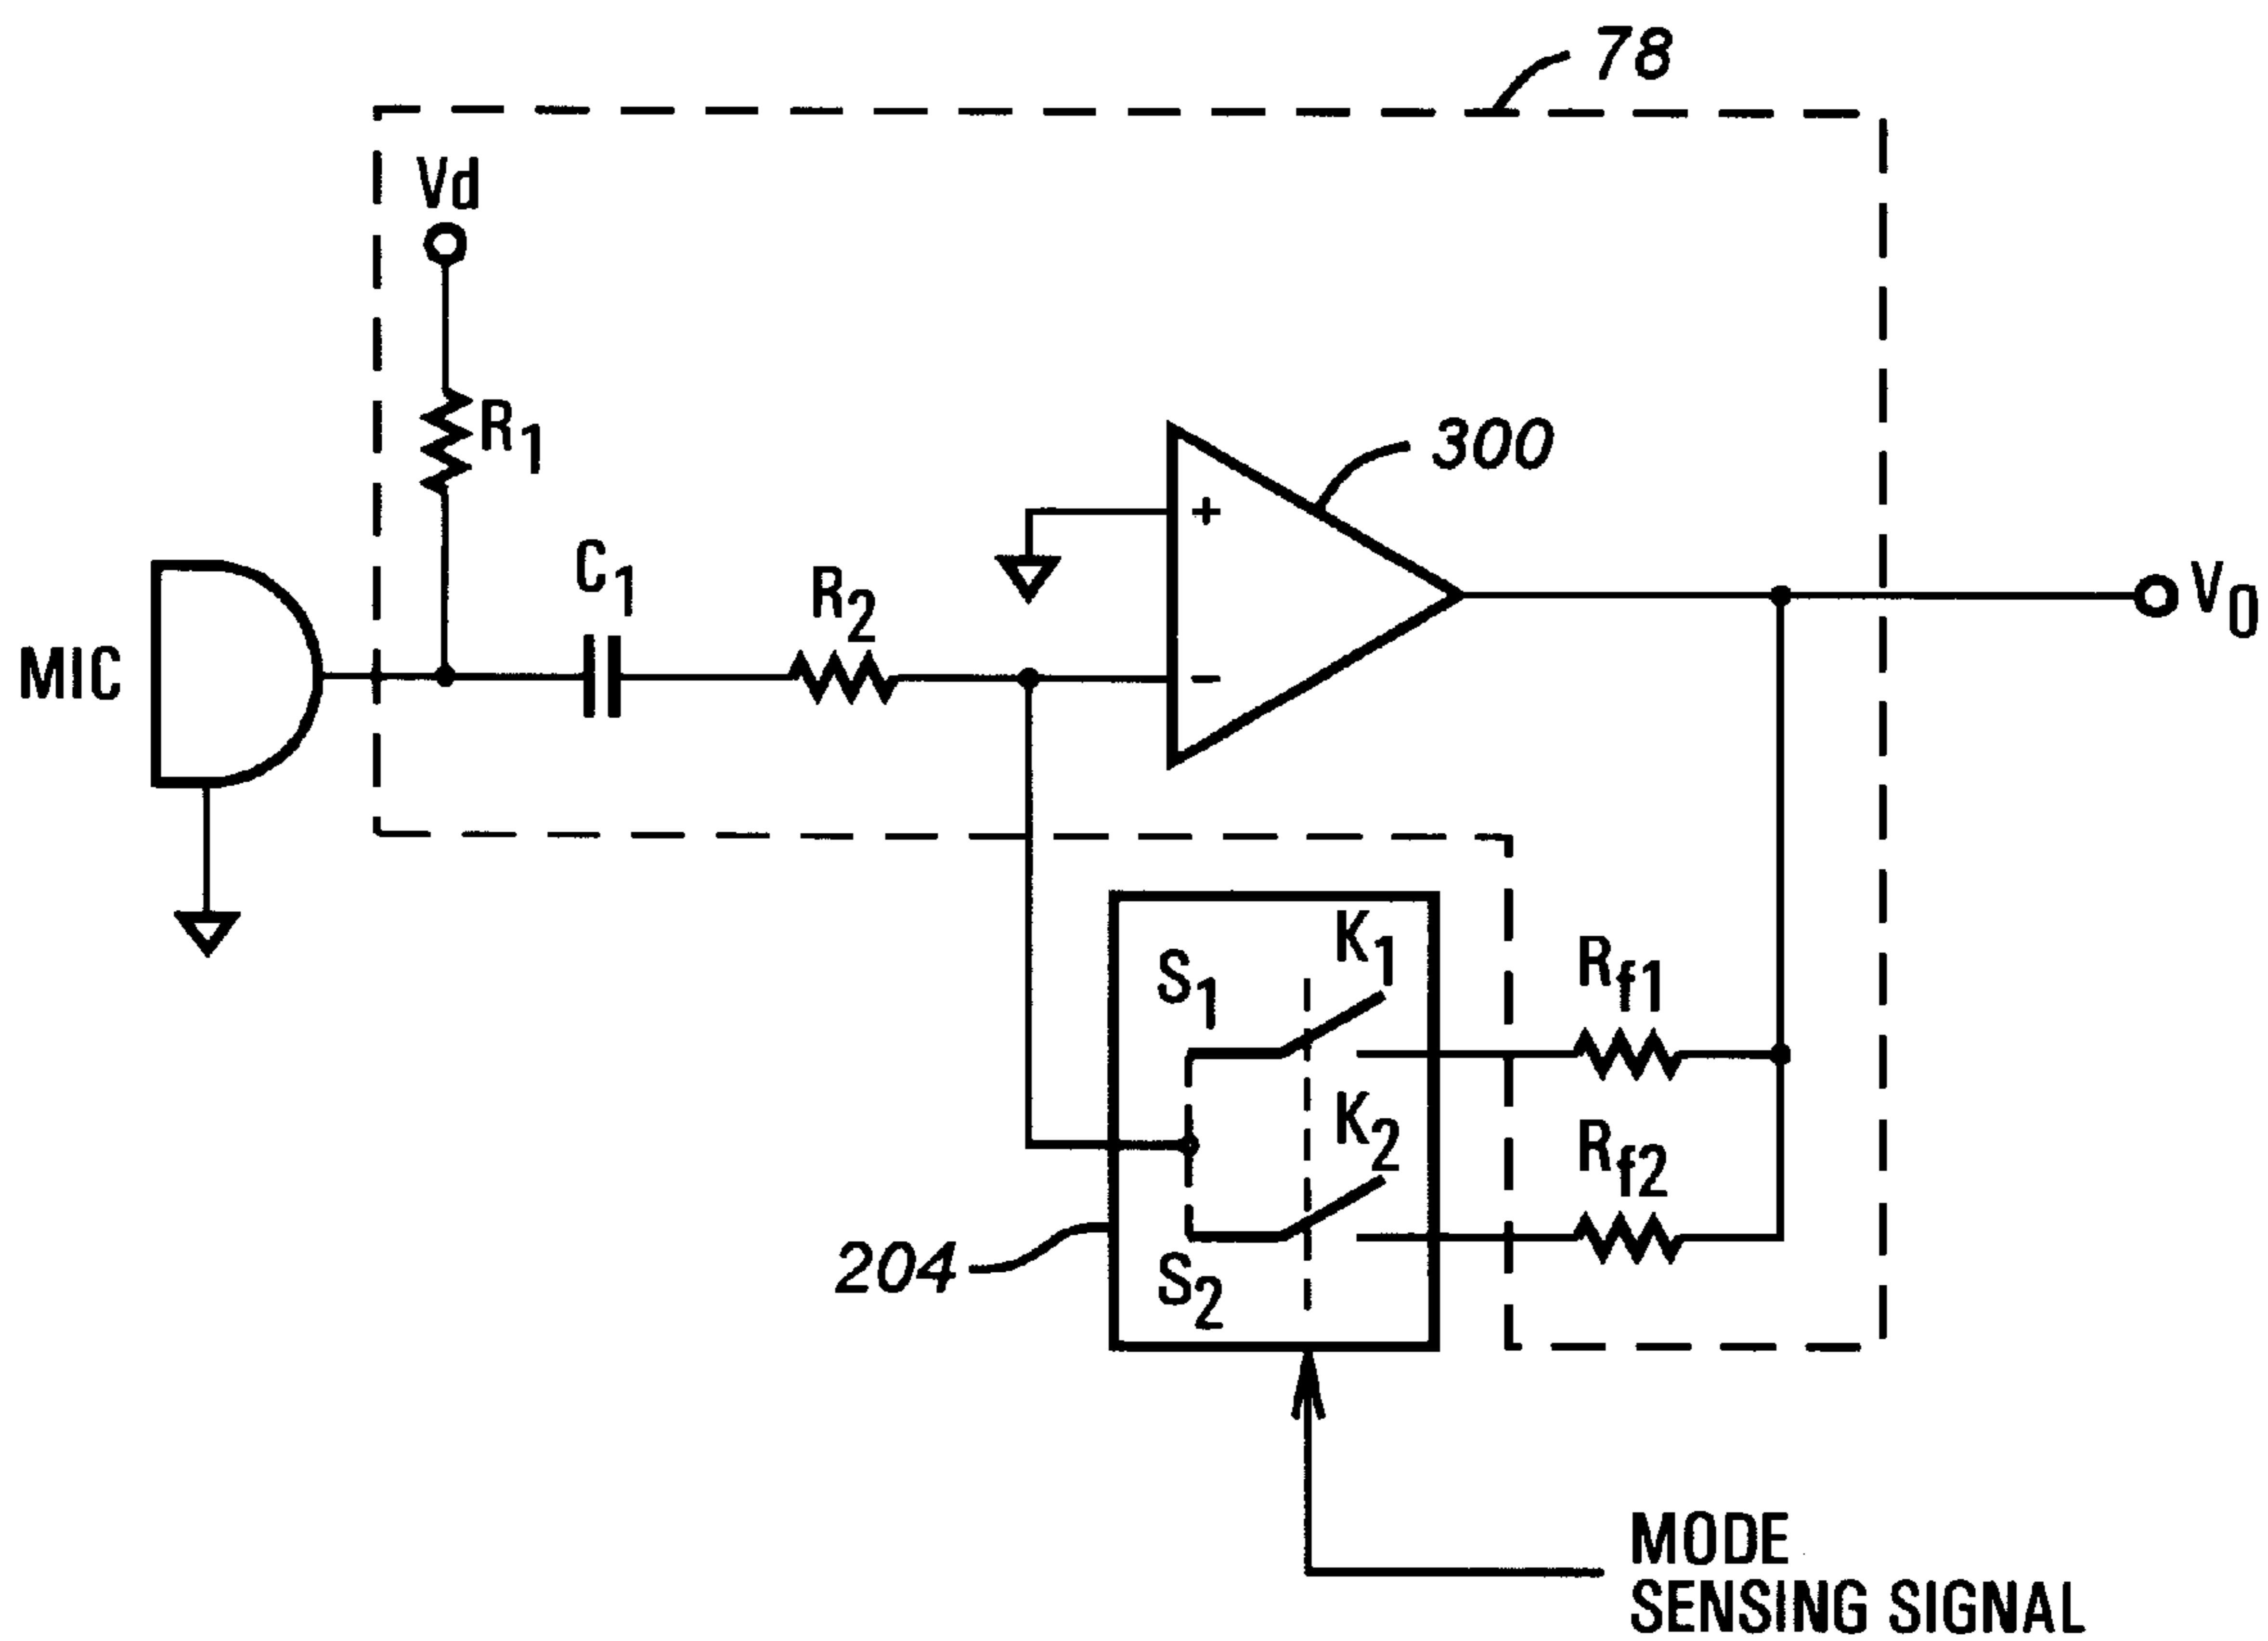 78
Vd
R1
300
C1
R2
+
V0
MIC
-
K1
S1
Rf1
K2
Rf2
204
S2
MODE
SENSING SIGNAL